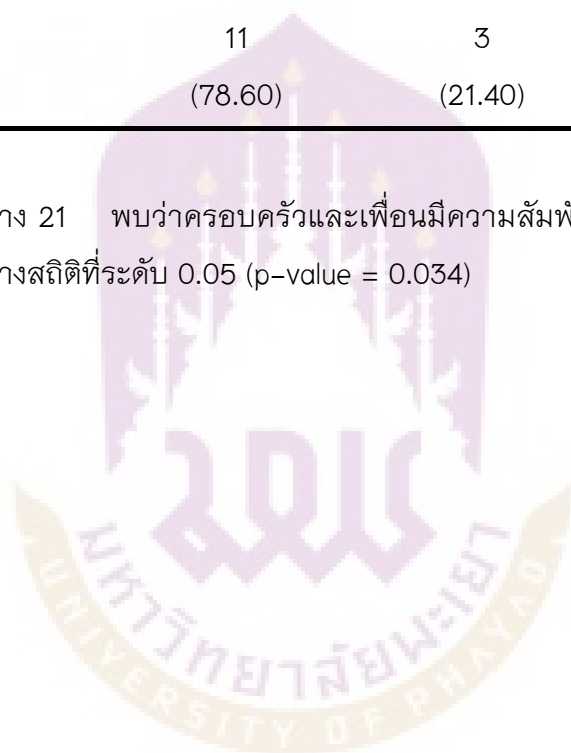 11 3
(78.60) (21.40)
าง 21 พบว่าครอบครัวและเพื่อนมีความสัมพั
างสถิติที่ระดับ 0.05 (p-value = 0.034)
มหาวิทยาลัยพะเยา
UNIVERSITY OF PHAYAO